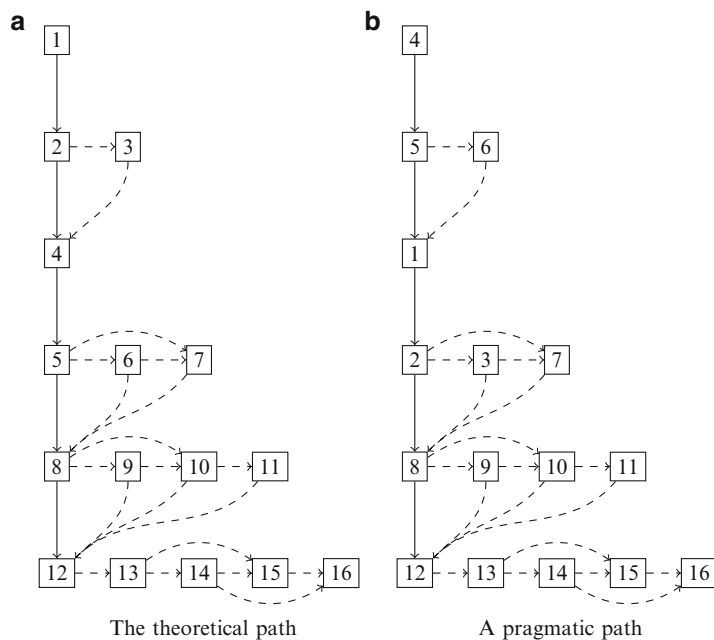 a
b
1
4
2 3
5 6
4
1
5 6 7
2 3 7
8 9 10 11
8 9 10 11
12 13 14 15 16
12 13 14 15 16
The theoretical path
A pragmatic path